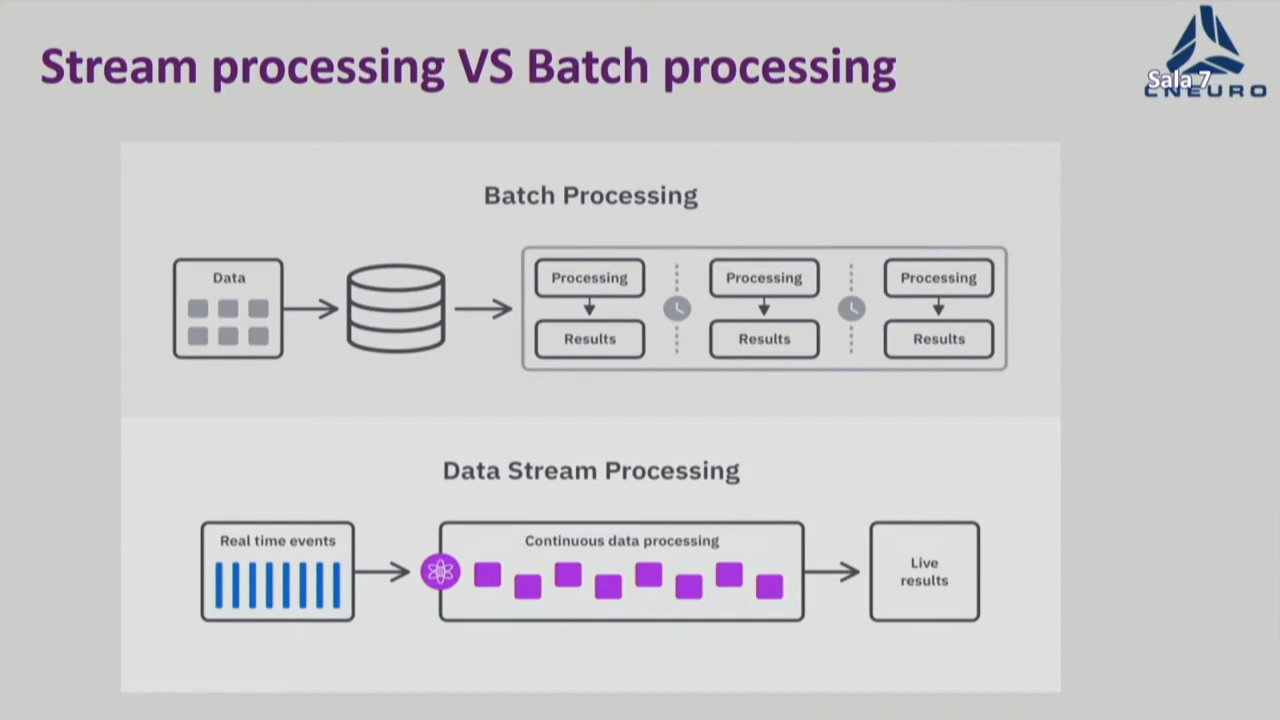 Stream processing VS Batch processing
Sala 7
CNEURO
Batch Processing
Data
Processing
Processing
Processing
Results
Results
Results
Data Stream Processing
Real time events
Continuous data processing
Live
results